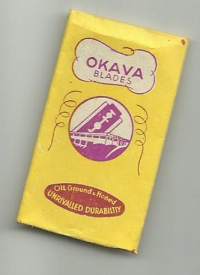 OKAVA
BLADES
Oil Ground & Honed
UNRIVALLED DURABILITY